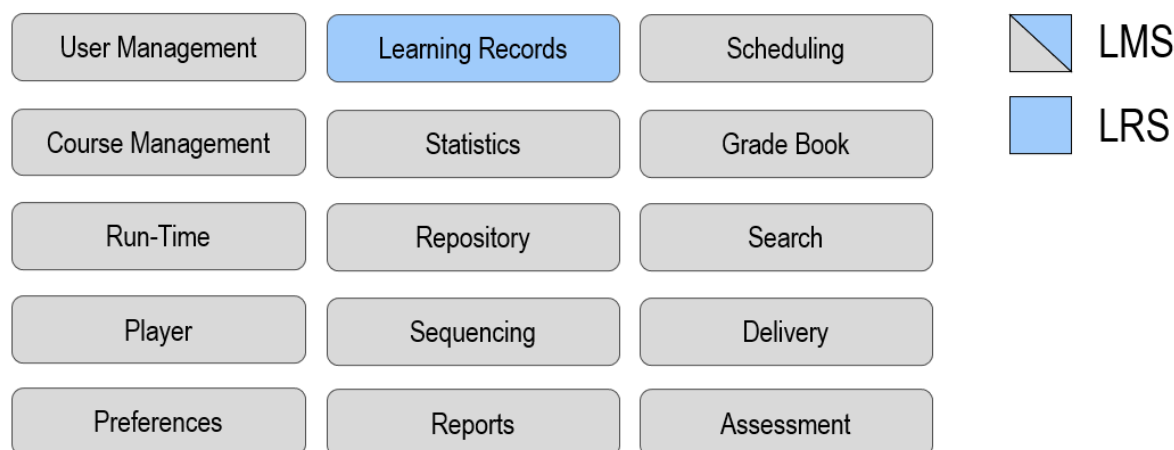 User Management
Learning Records
Scheduling
LMS
Course Management
Statistics
Grade Book
LRS
Run-Time
Repository
Search
Player
Sequencing
Delivery
Preferences
Reports
Assessment